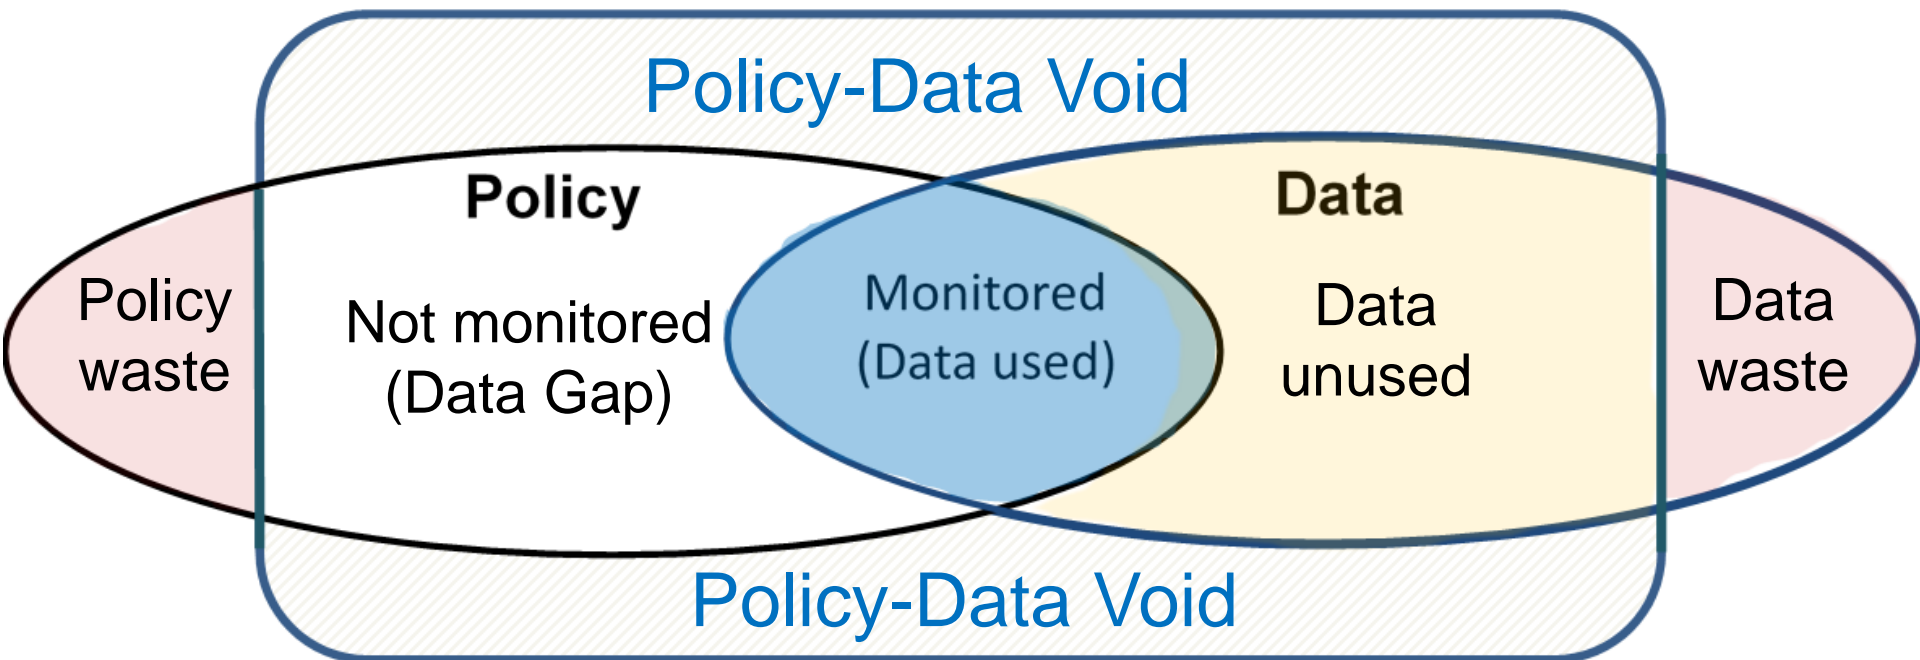 Policy-Data Void
Policy
Data
Policy
waste
Not monitored
(Data Gap)
Monitored
(Data used)
Data
unused
Data
waste
Policy-Data Void